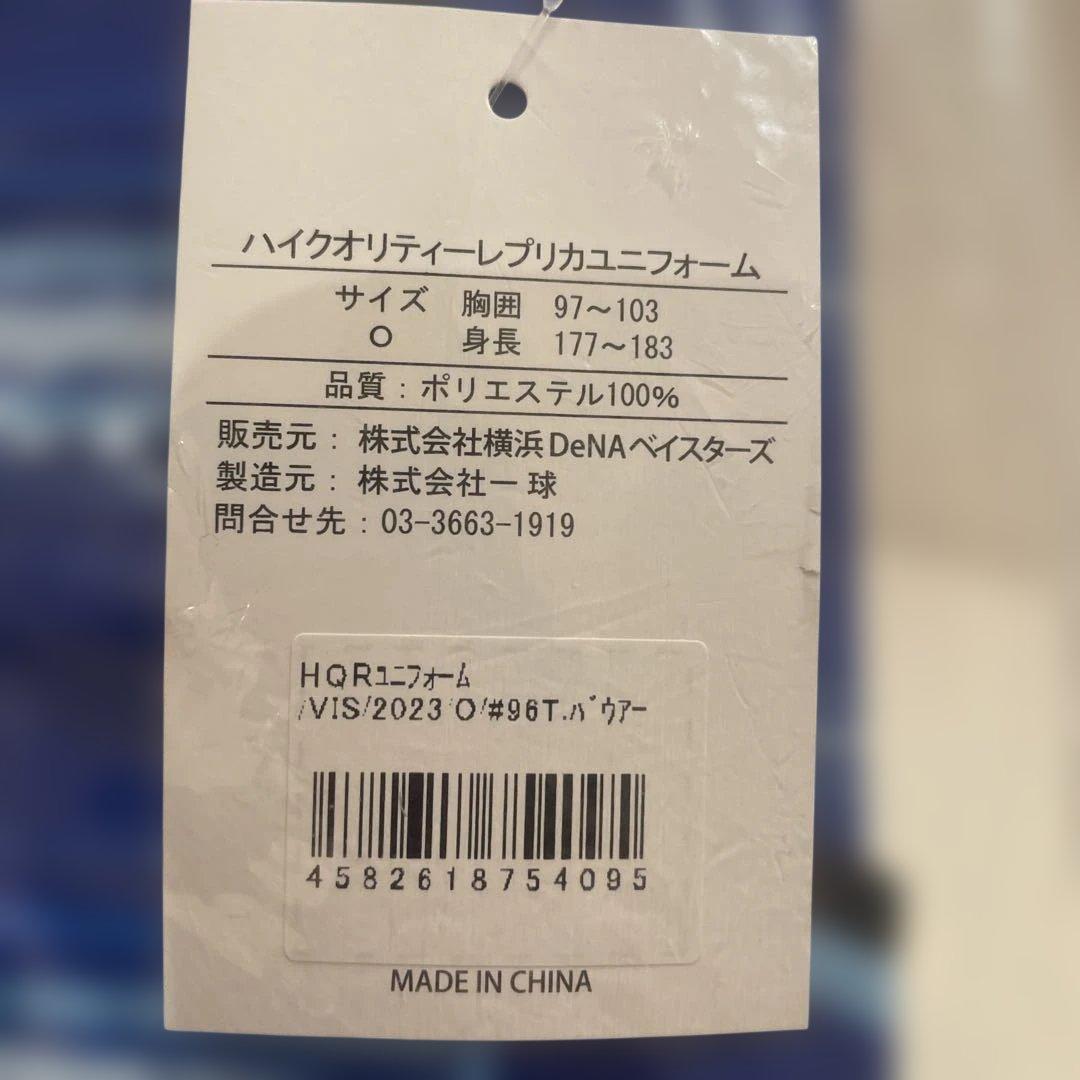 ハイクオリティーレプリカユニフォーム
サイズ 胸囲 97～103
O 身長 177～183
品質：ポリエステル100%
販売元：株式会社横浜DeNAベイスターズ
製造元：株式会社一球
問合せ先：03-3663-1919
HQRﾕﾆﾌｫｰﾑ
/VIS/2023/O/#96T.ﾊﾞｳｱｰ
4582618754095
MADE IN CHINA